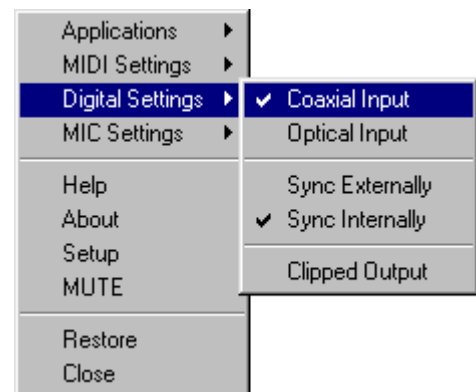 Applications
MIDI Settings
Digital Settings
MIC Settings
Help
About
Setup
MUTE
Restore
Close
Coaxial Input
Optical Input
Sync Externally
Sync Internally
Clipped Output